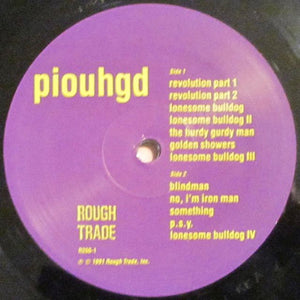 piouhgd
Side 1
revolution part 1
revolution part 2
lonesome bulldog
lonesome bulldog II
the hurdy gurdy man
golden showers
lonesome bulldog III
Side 2
blindman
no, i'm iron man
something
p.s.y.
lonesome bulldog IV
ROUGH
TRADE
R260-1
℗ © 1991 Rough Trade, Inc.